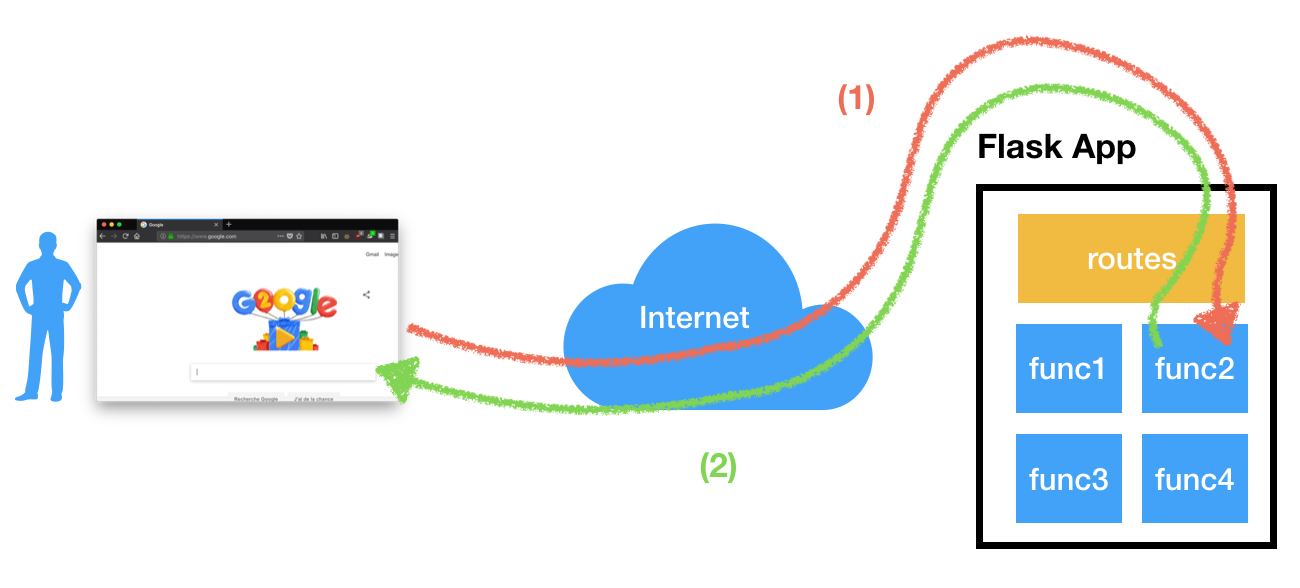 (1)
Flask App
Google
https://www.google.com
Gmail Images
Google
routes
Internet
func1 func2
Recherche Google J'ai de la chance
(2)
func3 func4